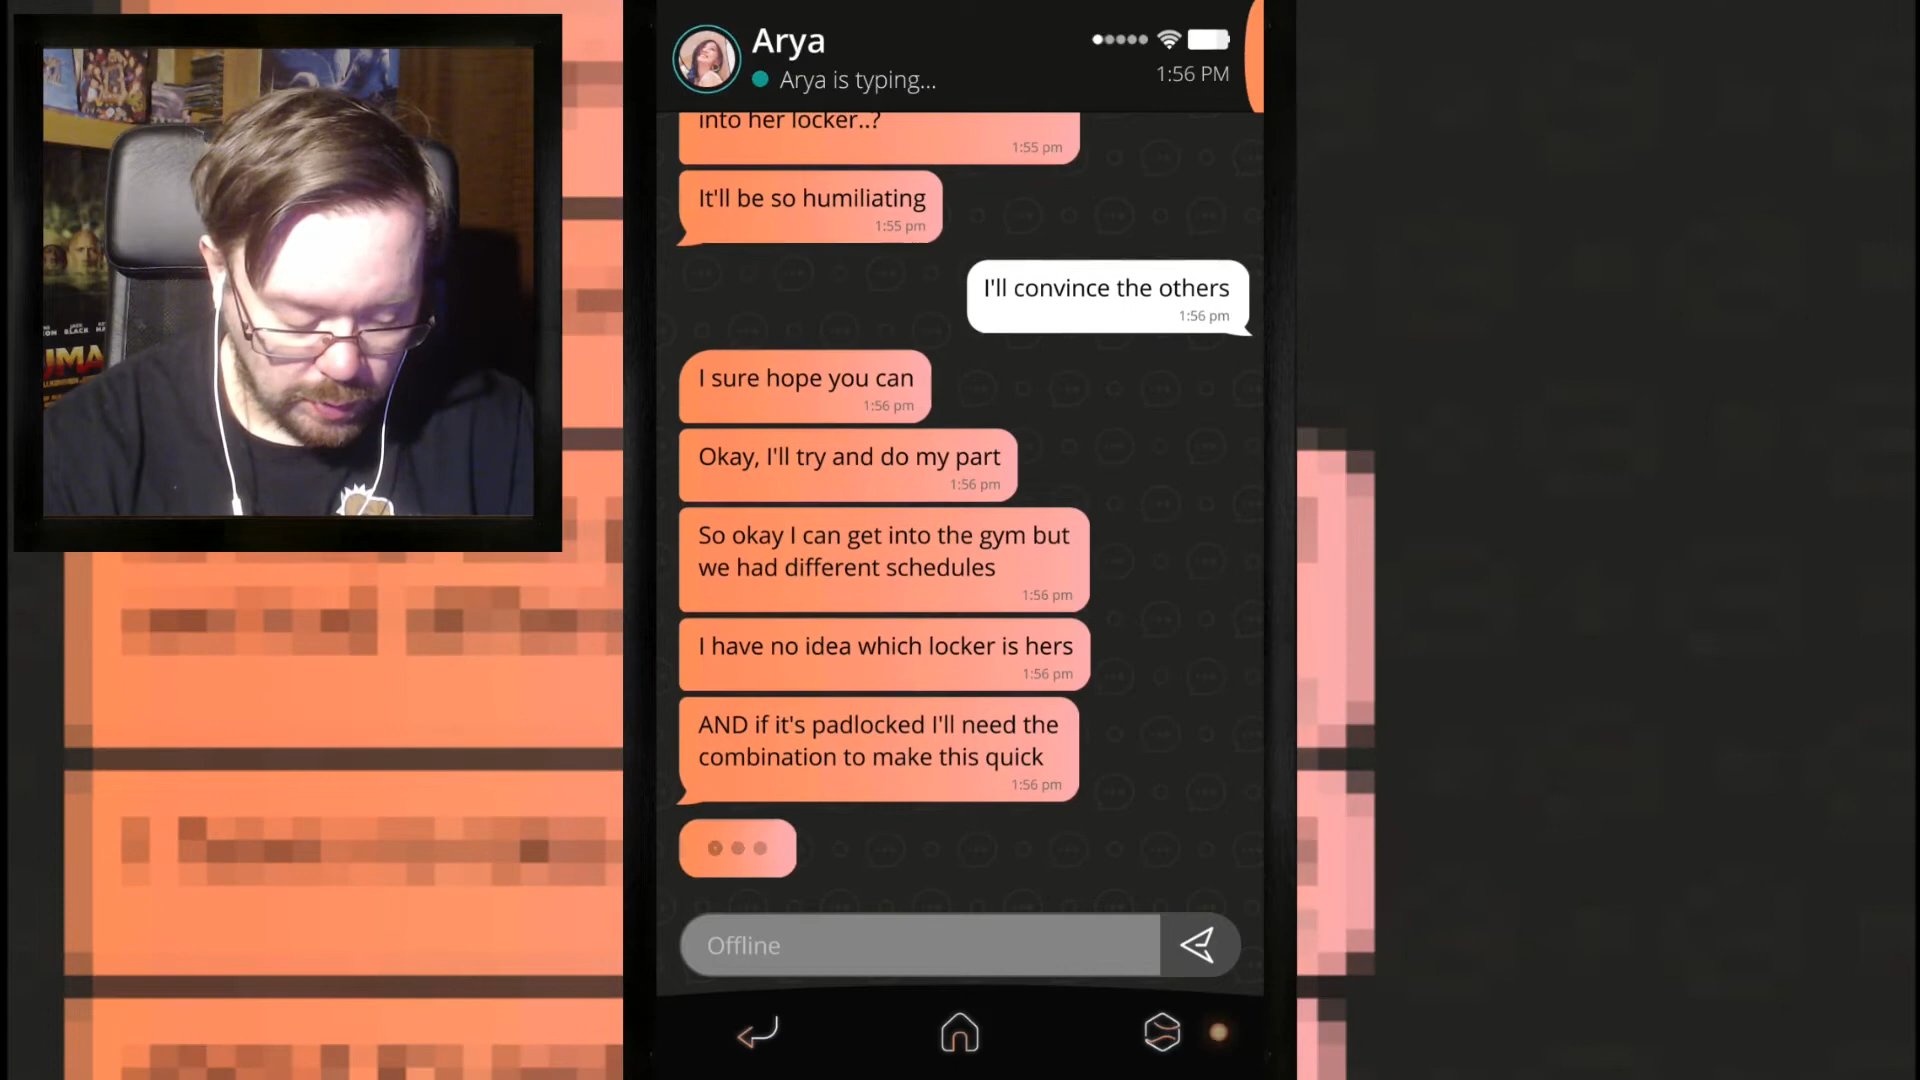 Arya
Arya is typing...
1:56 PM
into her locker..?
1:55 pm
It'll be so humiliating
1:55 pm
I'll convince the others
1:56 pm
I sure hope you can
1:56 pm
Okay, I'll try and do my part
1:56 pm
So okay I can get into the gym but
we had different schedules
1:56 pm
I have no idea which locker is hers
1:56 pm
AND if it's padlocked I'll need the
combination to make this quick
1:56 pm
Offline
JACK
BLACK
UMA